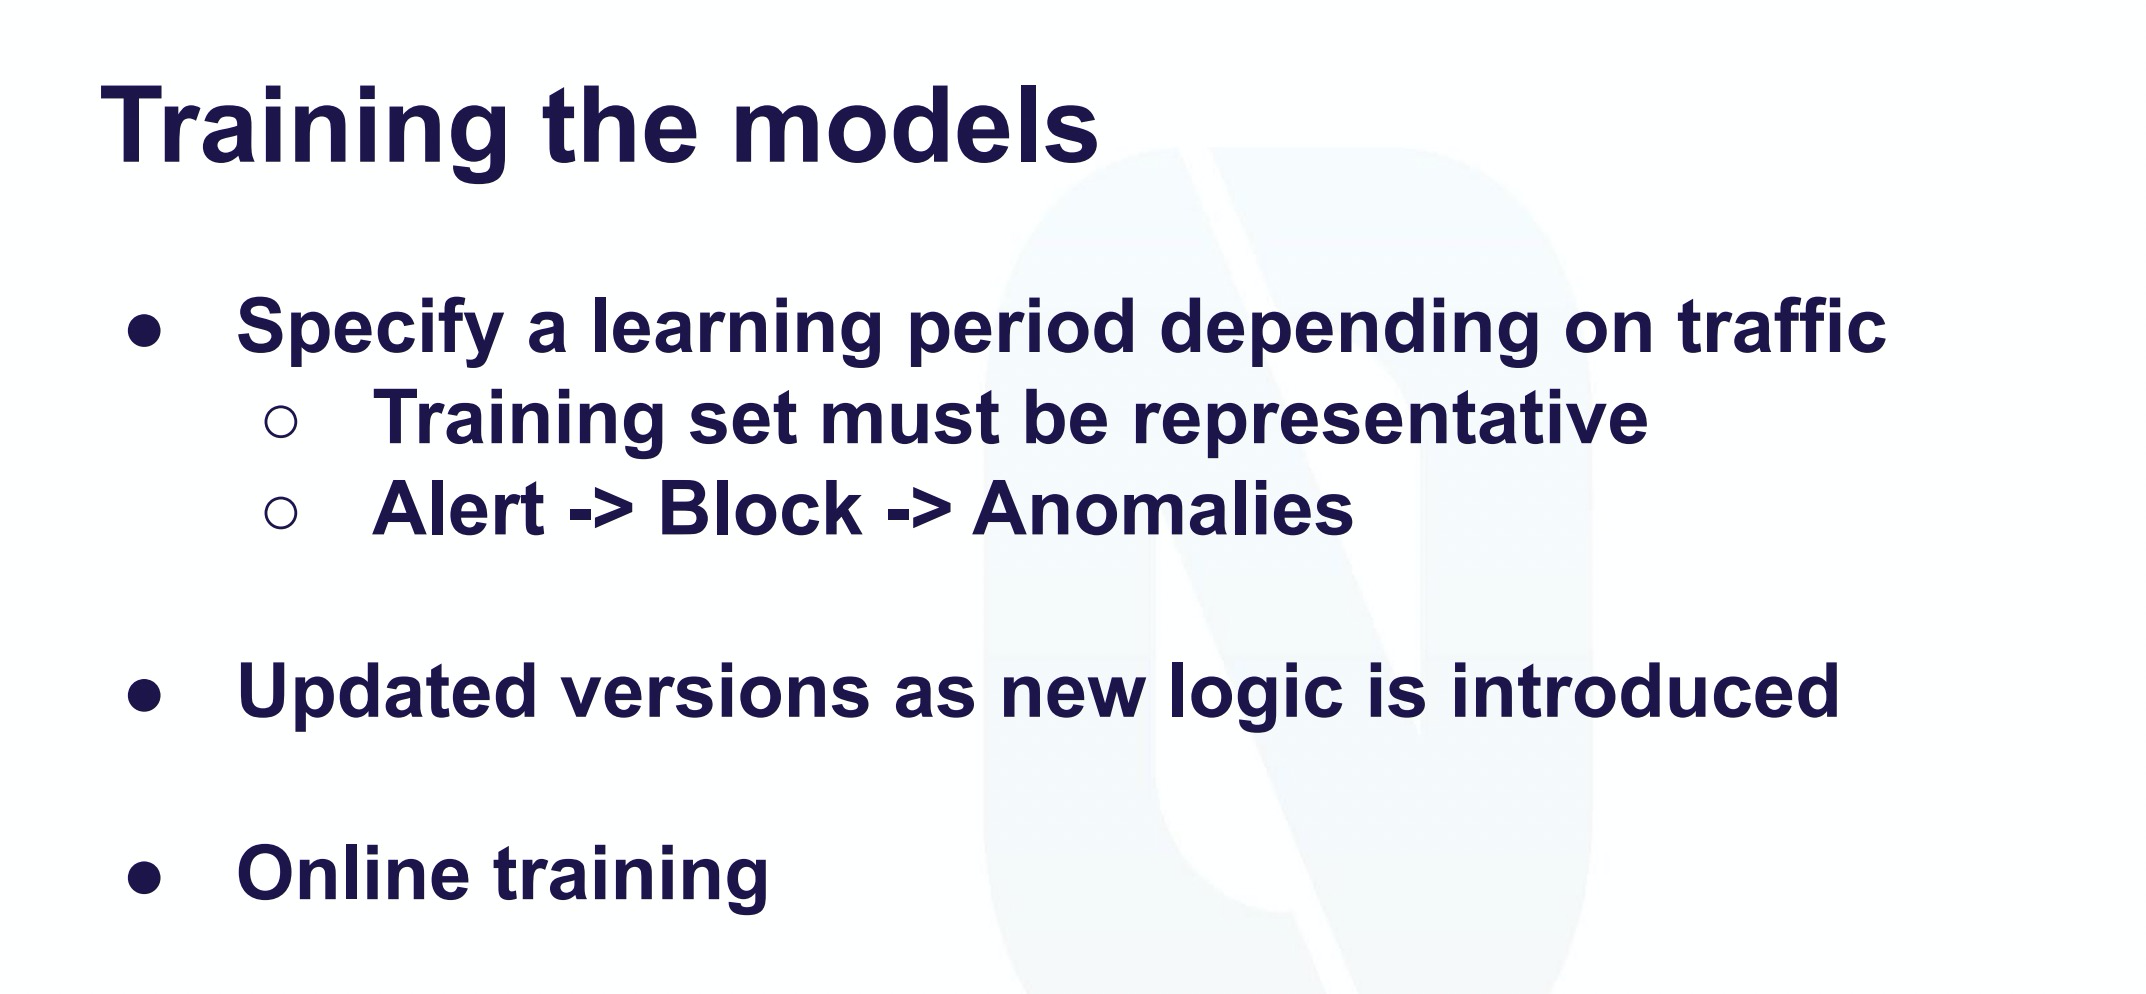 Training the models
● Specify a learning period depending on traffic
○ Training set must be representative
○ Alert -> Block -> Anomalies
● Updated versions as new logic is introduced
● Online training